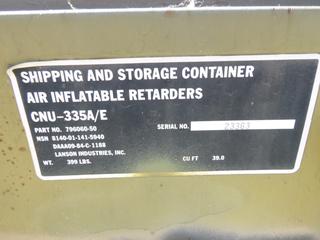 SHIPPING AND STORAGE CONTAINER
AIR INFLATABLE RETARDERS
CNU-335A/E
PART NO. 796060-50 SERIAL NO. 23363
NSN 8140-01-141-5940
DAAA09-84-C-1188
LANSON INDUSTRIES, INC.
WT. 399 LBS. CU FT 39.0